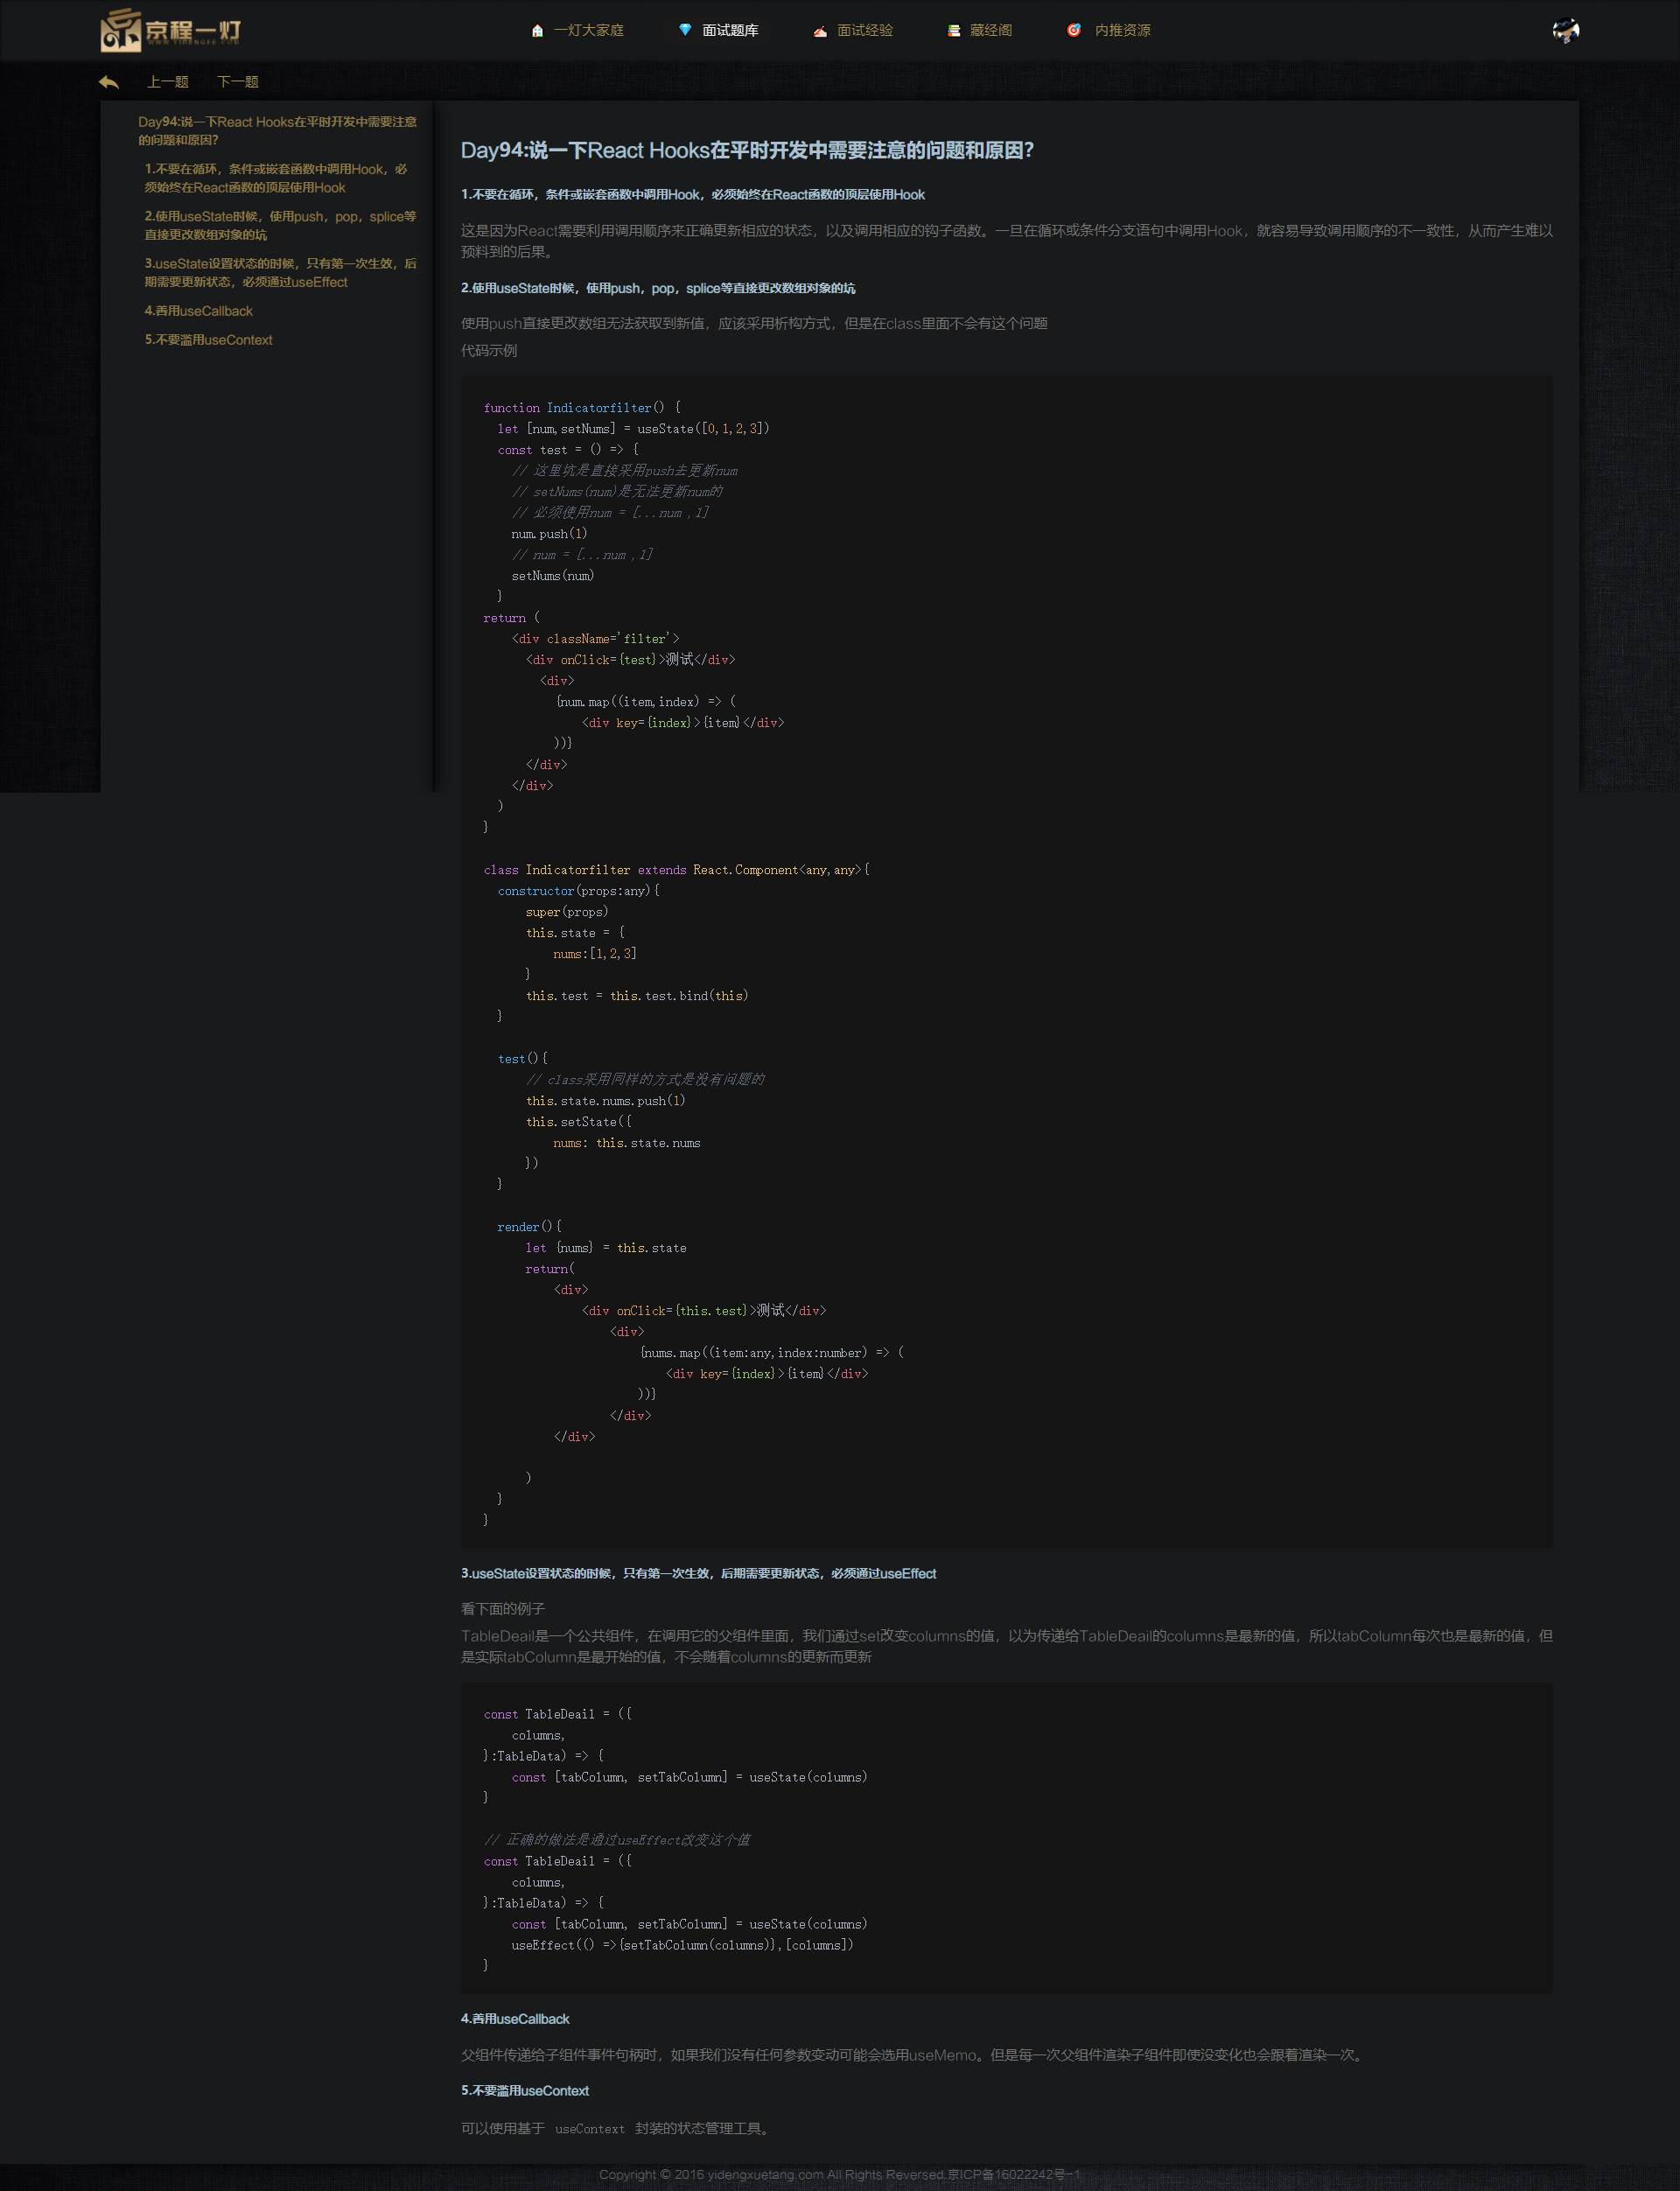 京程一灯
WWW.YIDENGFE.COM
一灯大家庭
面试题库
面试经验
藏经阁
内推资源
上一题
下一题
Day94:说一下React Hooks在平时开发中需要注意
的问题和原因?
1.不要在循环，条件或嵌套函数中调用Hook，必
须始终在React函数的顶层使用Hook
2.使用useState时候，使用push，pop，splice等
直接更改数组对象的坑
3.useState设置状态的时候，只有第一次生效，后
期需要更新状态，必须通过useEffect
4.善用useCallback
5.不要滥用useContext
Day94:说一下React Hooks在平时开发中需要注意的问题和原因?
1.不要在循环，条件或嵌套函数中调用Hook，必须始终在React函数的顶层使用Hook
这是因为React需要利用调用顺序来正确更新相应的状态，以及调用相应的钩子函数。一旦在循环或条件分支语句中调用Hook，就容易导致调用顺序的不一致性，从而产生难以
预料到的后果。
2.使用useState时候，使用push，pop，splice等直接更改数组对象的坑
使用push直接更改数组无法获取到新值，应该采用析构方式，但是在class里面不会有这个问题
代码示例
function Indicatorfilter() {
let [num,setNums] = useState([0,1,2,3])
const test = () => {
// 这里坑是直接采用push去更新num
// setNums(num)是无法更新num的
// 必须使用num = [...num ,1]
num.push(1)
// num = [...num ,1]
setNums(num)
}
return (
<div className='filter'>
<div onClick={test}>测试</div>
<div>
{num.map((item,index) => (
<div key={index}>{item}</div>
))}
</div>
</div>
)
}
class Indicatorfilter extends React.Component<any,any>{
constructor(props:any){
super(props)
this.state = {
nums:[1,2,3]
}
this.test = this.test.bind(this)
}
test(){
// class采用同样的方式是没有问题的
this.state.nums.push(1)
this.setState({
nums: this.state.nums
})
}
render(){
let {nums} = this.state
return(
<div>
<div onClick={this.test}>测试</div>
<div>
{nums.map((item:any,index:number) => (
<div key={index}>{item}</div>
))}
</div>
</div>
)
}
}
3.useState设置状态的时候，只有第一次生效，后期需要更新状态，必须通过useEffect
看下面的例子
TableDeail是一个公共组件，在调用它的父组件里面，我们通过set改变columns的值，以为传递给TableDeail的columns是最新的值，所以tabColumn每次也是最新的值，但
是实际tabColumn是最开始的值，不会随着columns的更新而更新
const TableDeail = ({
columns,
}:TableData) => {
const [tabColumn, setTabColumn] = useState(columns)
}
// 正确的做法是通过useEffect改变这个值
const TableDeail = ({
columns,
}:TableData) => {
const [tabColumn, setTabColumn] = useState(columns)
useEffect(() =>{setTabColumn(columns)},[columns])
}
4.善用useCallback
父组件传递给子组件事件句柄时，如果我们没有任何参数变动可能会选用useMemo。但是每一次父组件渲染子组件即使没变化也会跟着渲染一次。
5.不要滥用useContext
可以使用基于 useContext 封装的状态管理工具。
Copyright © 2016 yidengxuetang.com All Rights Reversed.京ICP备16022242号-1